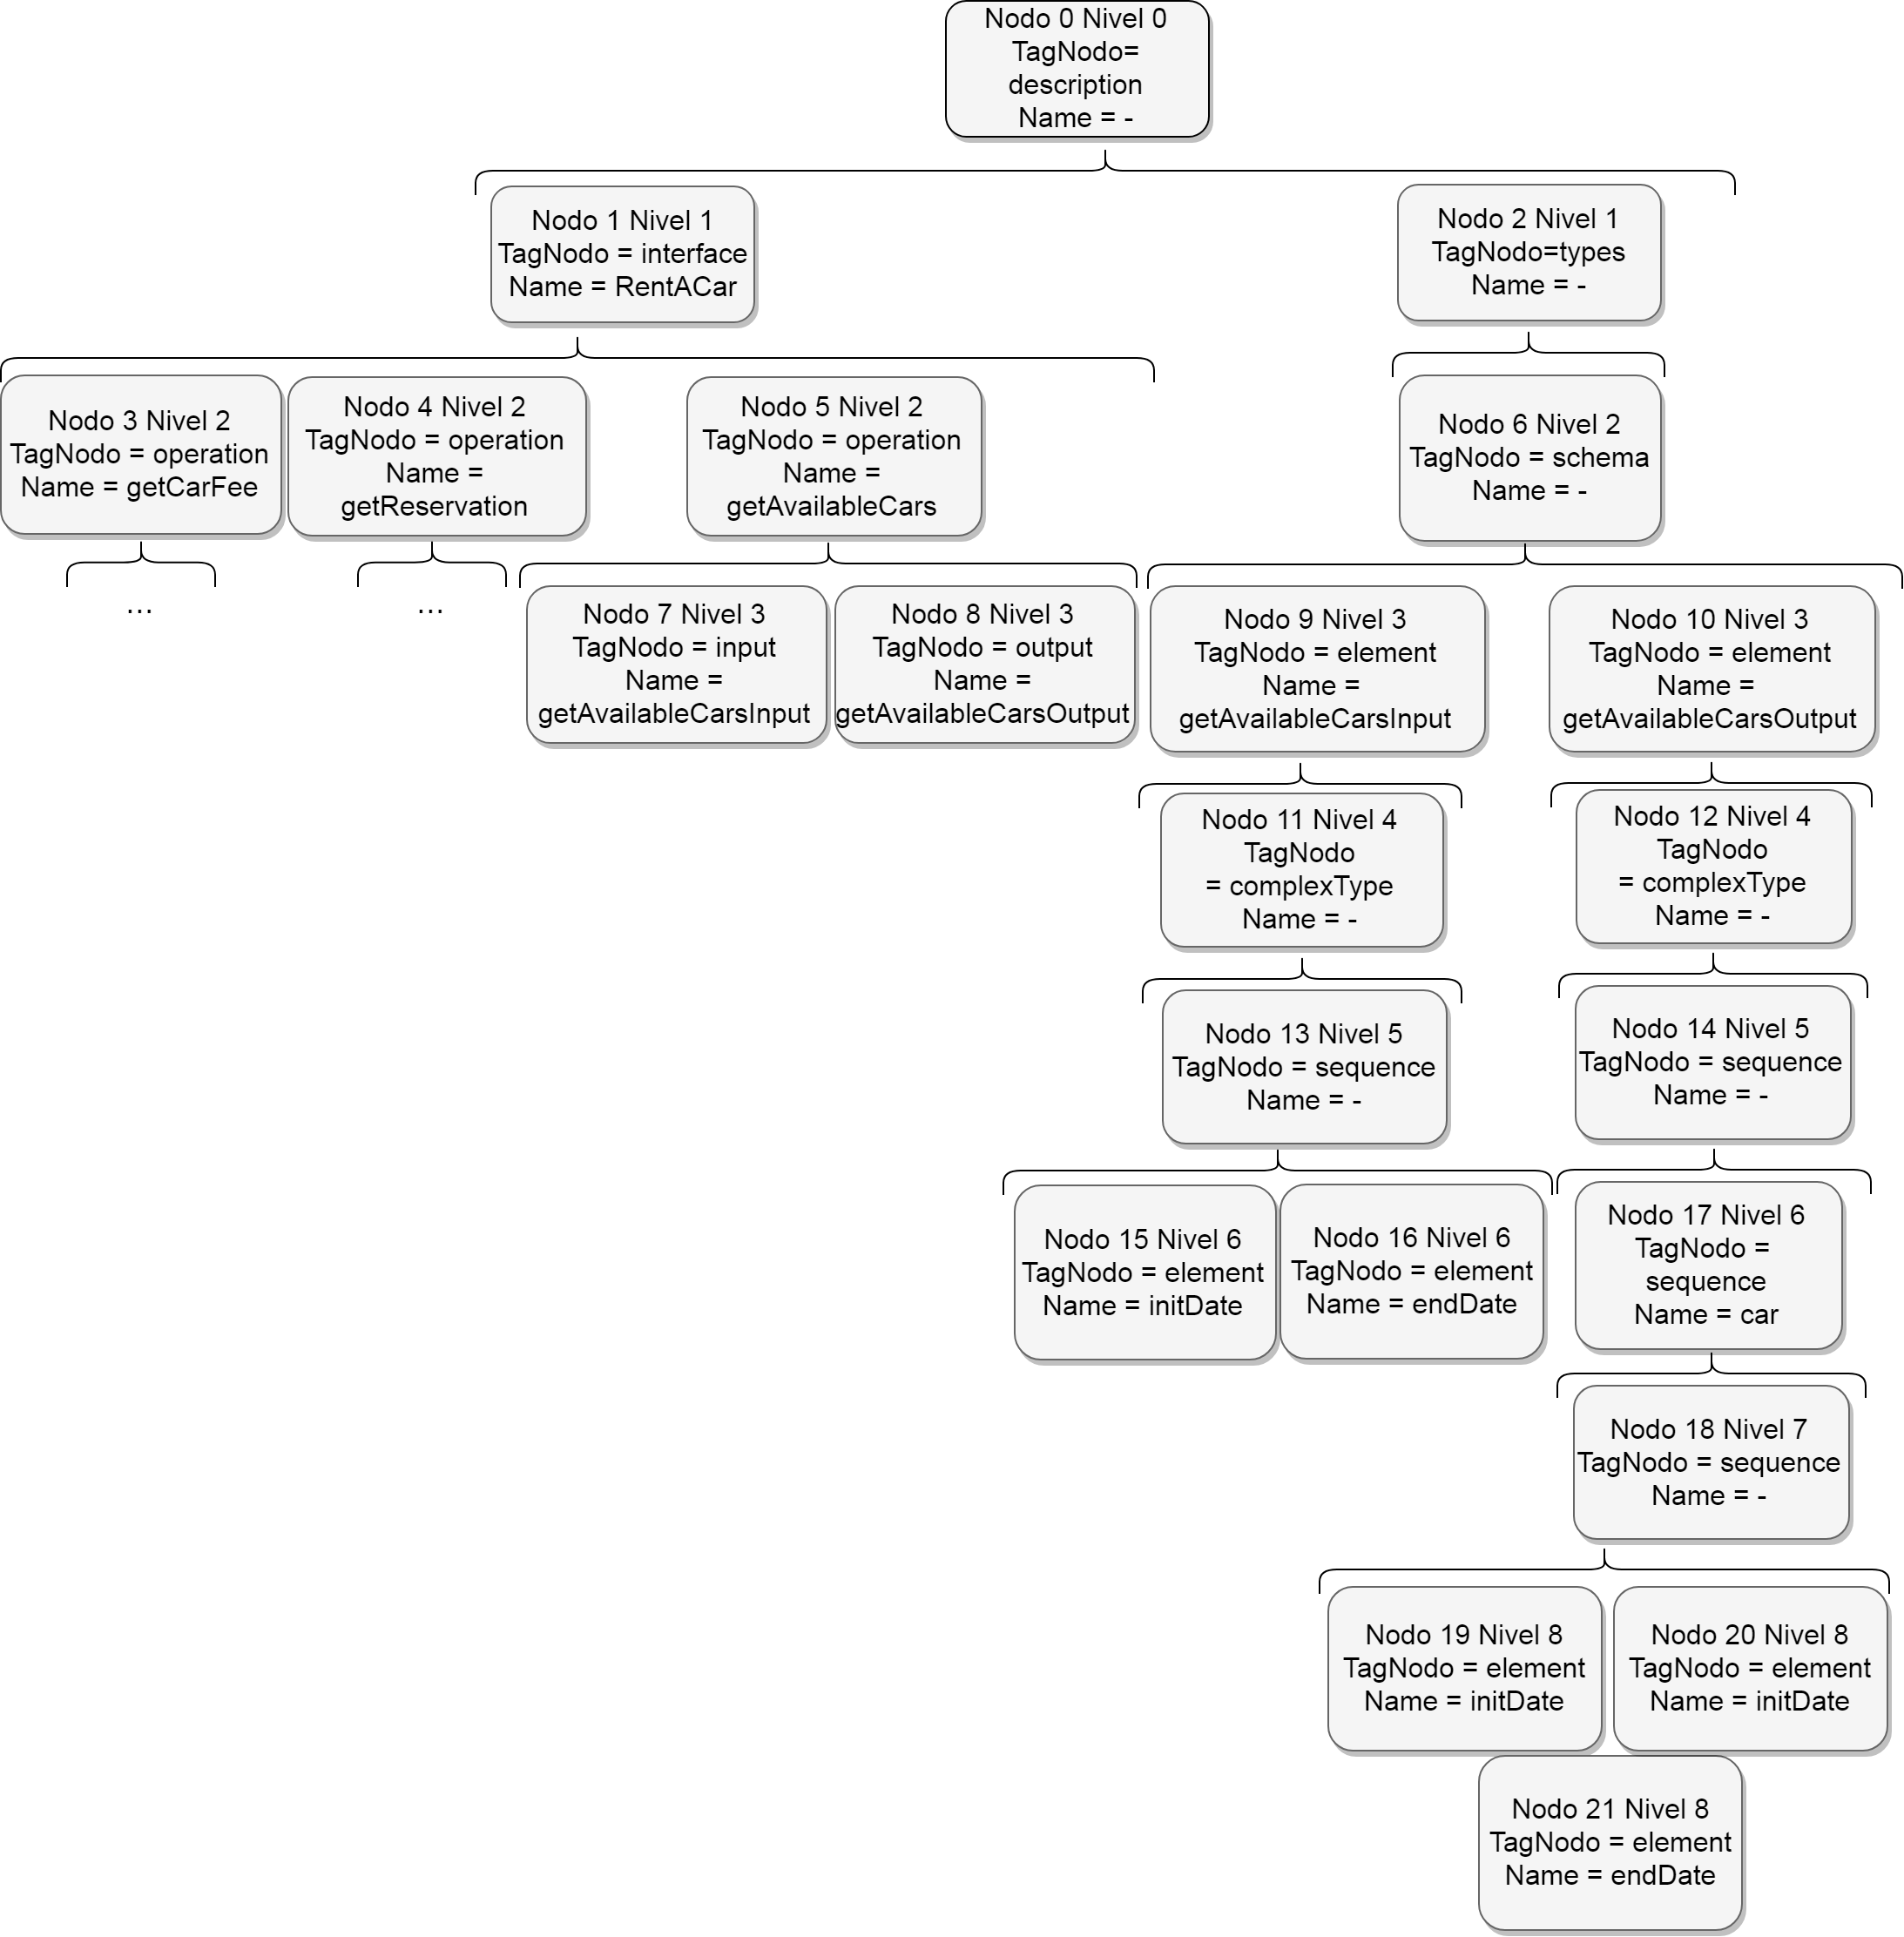 Nodo 0 Nivel 0
TagNodo=
description
Name = -
Nodo 1 Nivel 1
TagNodo = interface
Name = RentACar
Nodo 2 Nivel 1
TagNodo=types
Name = -
Nodo 3 Nivel 2
TagNodo = operation
Name = getCarFee
Nodo 4 Nivel 2
TagNodo = operation
Name =
getReservation
Nodo 5 Nivel 2
TagNodo = operation
Name =
getAvailableCars
Nodo 6 Nivel 2
TagNodo = schema
Name = -
...
...
Nodo 7 Nivel 3
TagNodo = input
Name =
getAvailableCarsInput
Nodo 8 Nivel 3
TagNodo = output
Name =
getAvailableCarsOutput
Nodo 9 Nivel 3
TagNodo = element
Name =
getAvailableCarsInput
Nodo 10 Nivel 3
TagNodo = element
Name =
getAvailableCarsOutput
Nodo 11 Nivel 4
TagNodo
= complexType
Name = -
Nodo 12 Nivel 4
TagNodo
= complexType
Name = -
Nodo 13 Nivel 5
TagNodo = sequence
Name = -
Nodo 14 Nivel 5
TagNodo = sequence
Name = -
Nodo 15 Nivel 6
TagNodo = element
Name = initDate
Nodo 16 Nivel 6
TagNodo = element
Name = endDate
Nodo 17 Nivel 6
TagNodo =
sequence
Name = car
Nodo 18 Nivel 7
TagNodo = sequence
Name = -
Nodo 19 Nivel 8
TagNodo = element
Name = initDate
Nodo 20 Nivel 8
TagNodo = element
Name = initDate
Nodo 21 Nivel 8
TagNodo = element
Name = endDate